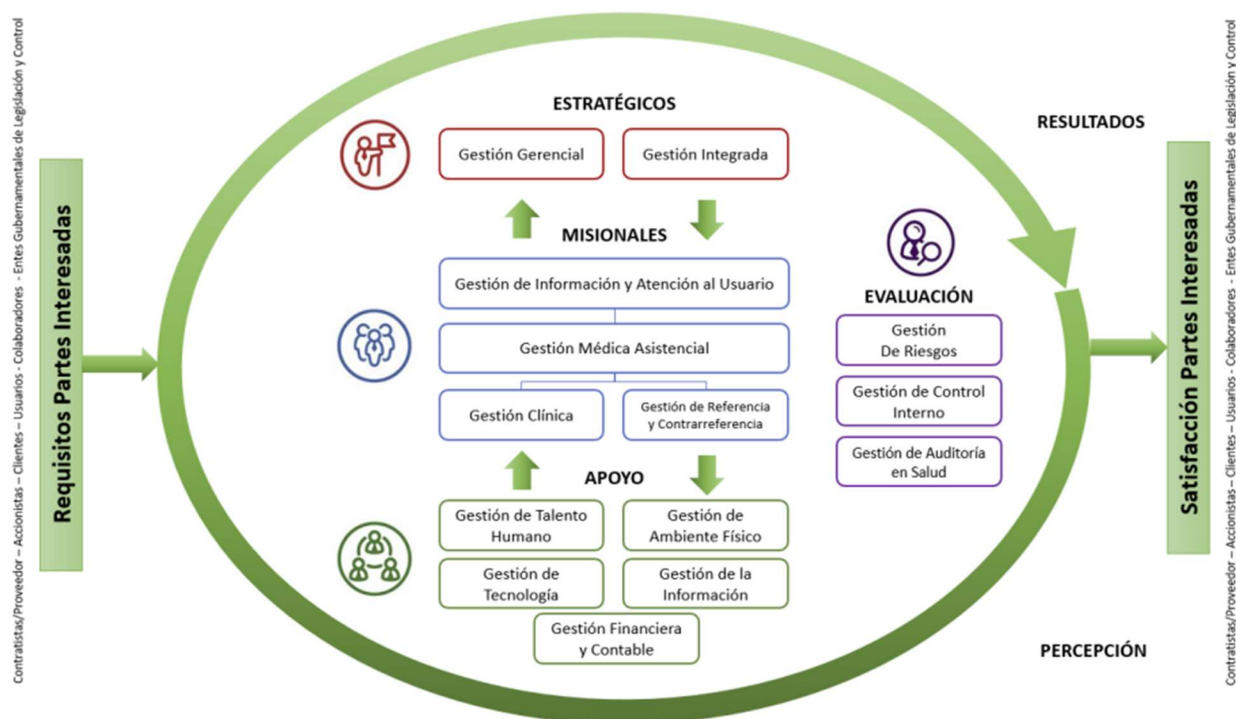 Contratistas/Proveedor – Accionistas – Clientes – Usuarios - Colaboradores - Entes Gubernamentales de Legislación y Control
Requisitos Partes Interesadas
ESTRATÉGICOS
Gestión Gerencial
Gestión Integrada
MISIONALES
Gestión de Información y Atención al Usuario
Gestión Médica Asistencial
Gestión Clínica
Gestión de Referencia
y Contrarreferencia
APOYO
Gestión de Talento
Humano
Gestión de
Ambiente Físico
Gestión de
Tecnología
Gestión de la
Información
Gestión Financiera
y Contable
EVALUACIÓN
Gestión
De Riesgos
Gestión de Control
Interno
Gestión de Auditoría
en Salud
RESULTADOS
PERCEPCIÓN
Satisfacción Partes Interesadas
Contratistas/Proveedor – Accionistas – Clientes – Usuarios - Colaboradores - Entes Gubernamentales de Legislación y Control